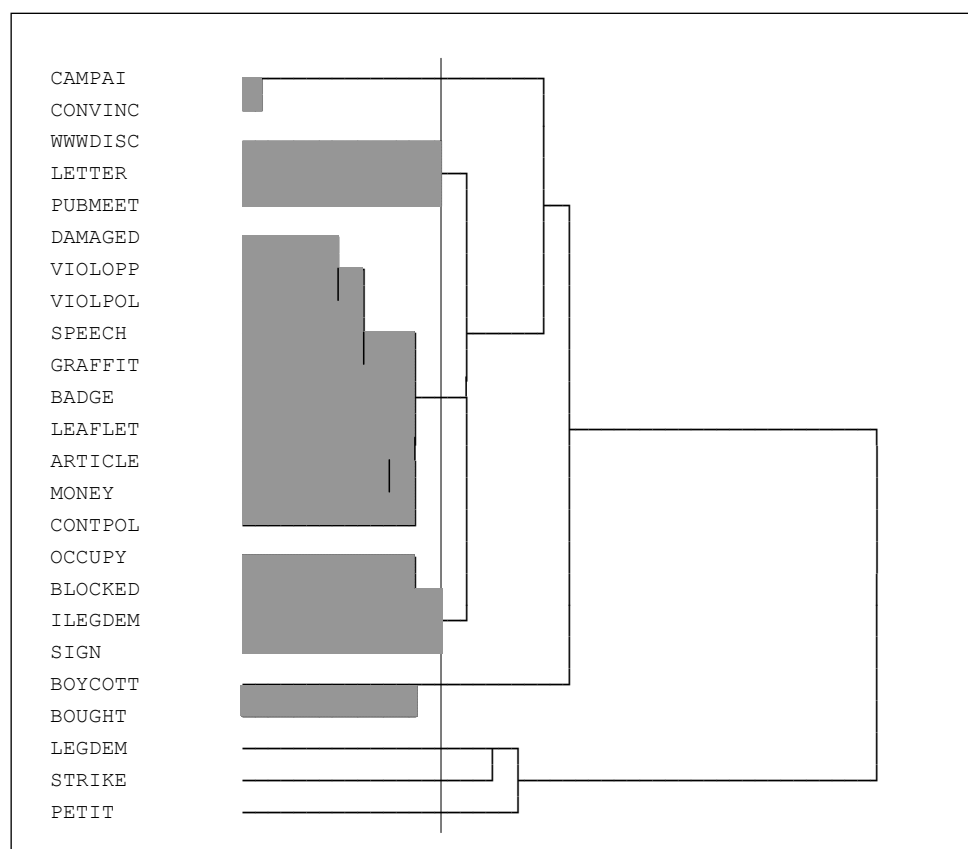 CAMPAI
CONVINC
WWWDISC
LETTER
PUBMEET
DAMAGED
VIOLOPP
VIOLPOL
SPEECH
GRAFFIT
BADGE
LEAFLET
ARTICLE
MONEY
CONTPOL
OCCUPY
BLOCKED
ILEGDEM
SIGN
BOYCOTT
BOUGHT
LEGDEM
STRIKE
PETIT